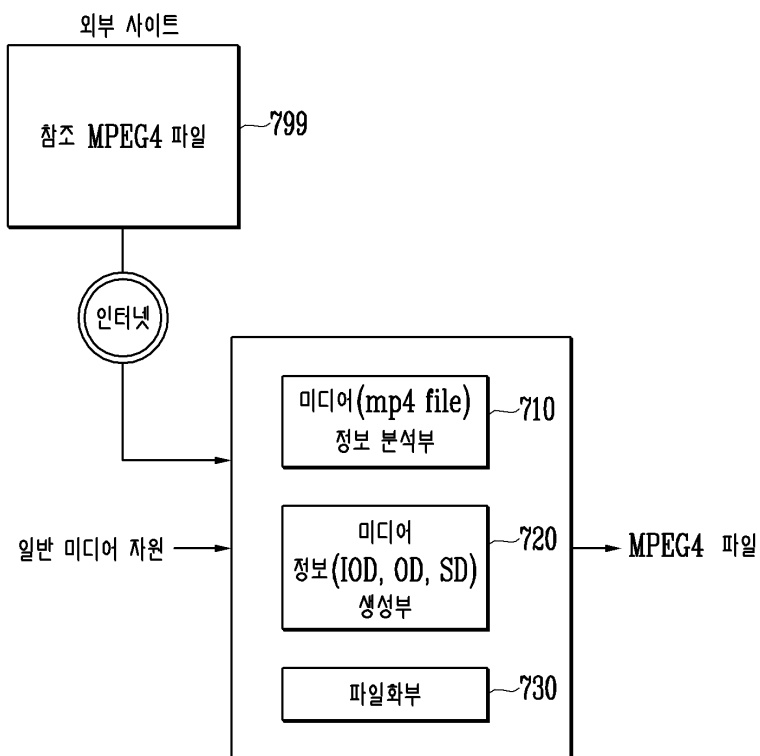 외부 사이트
참조 MPEG4 파일
799
인터넷
미디어(mp4 file)
정보 분석부
710
일반 미디어 자원
미디어
정보(IOD, OD, SD)
생성부
720
MPEG4 파일
파일화부
730